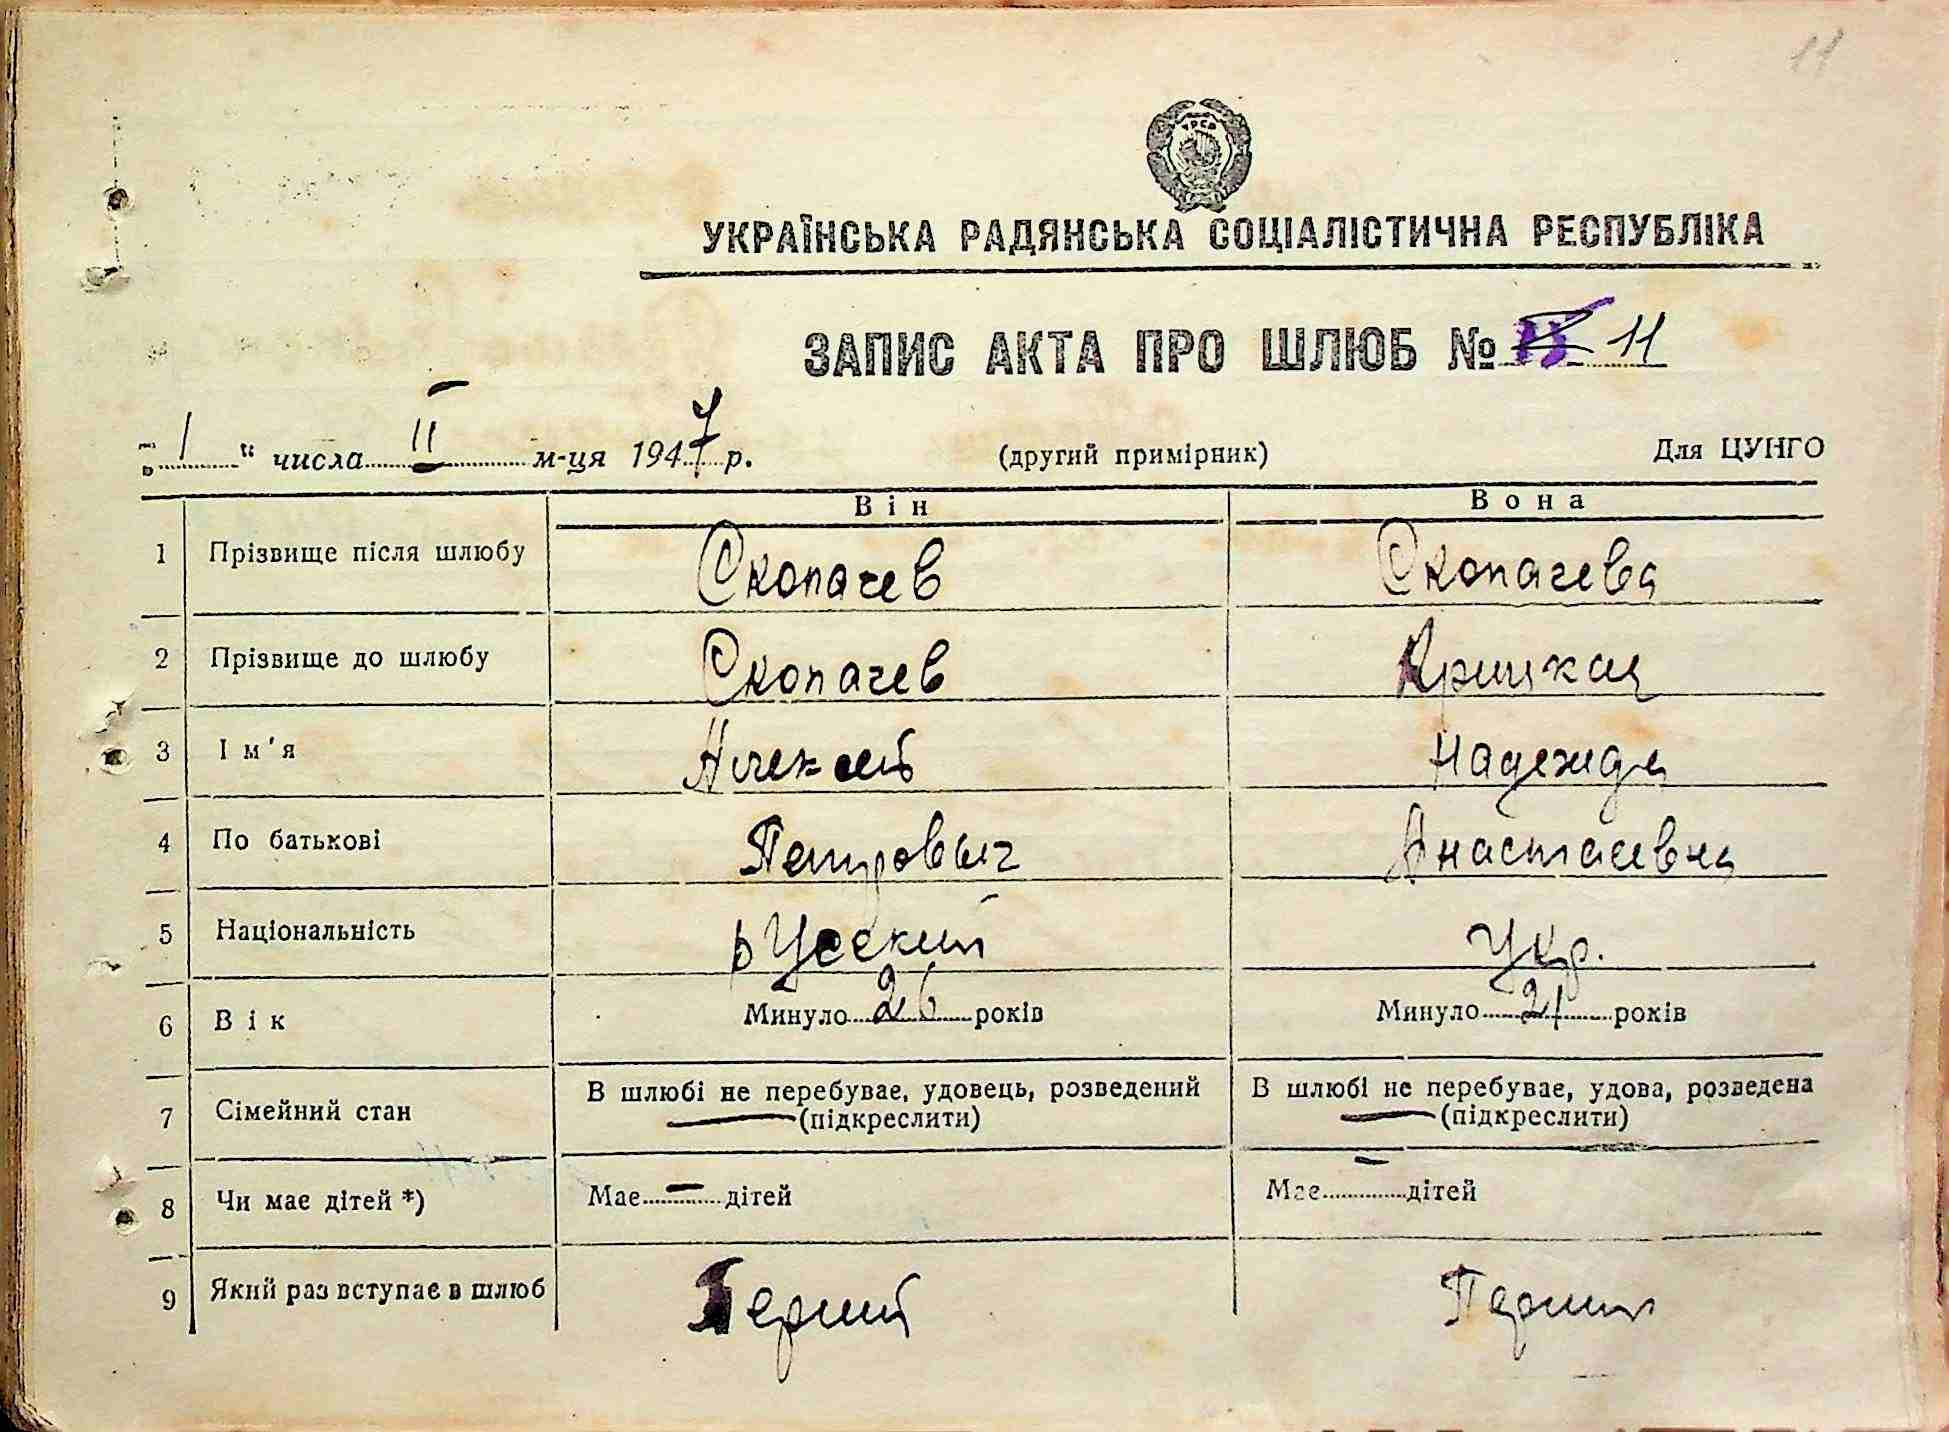 11
УРСР
УКРАЇНСЬКА РАДЯНСЬКА СОЦІАЛІСТИЧНА РЕСПУБЛІКА
ЗАПИС АКТА ПРО ШЛЮБ № 11
„1“ числа II м-ця 1947 р. (другий примірник) Для ЦУНГО
Він Вона
1 Прізвище після шлюбу Скопачев Скопачева
2 Прізвище до шлюбу Скопачев Крицкая
3 Ім'я Алексей Надежда
4 По батькові Петрович Анастасевна
5 Національність русский Укр.
6 Вік Минуло 26 років Минуло 21 років
7 Сімейний стан В шлюбі не перебуває, удовець, розведений В шлюбі не перебуває, удова, розведена
(підкреслити) (підкреслити)
8 Чи має дітей *) Має — дітей Має — дітей
9 Який раз вступає в шлюб Перший Перший